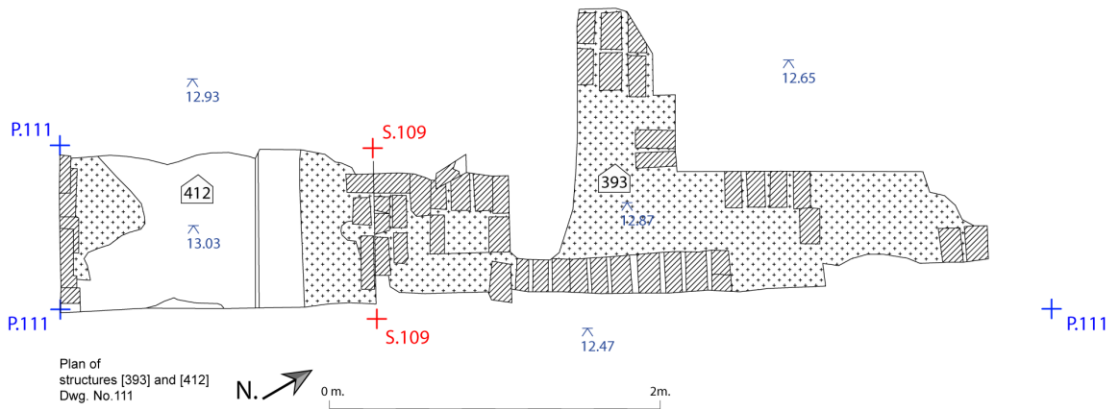 12.93
12.65
P.111
S.109
412
393
12.87
13.03
P.111
S.109
P.111
12.47
Plan of
structures [393] and [412]
Dwg. No.111
N.
0 m.
2m.